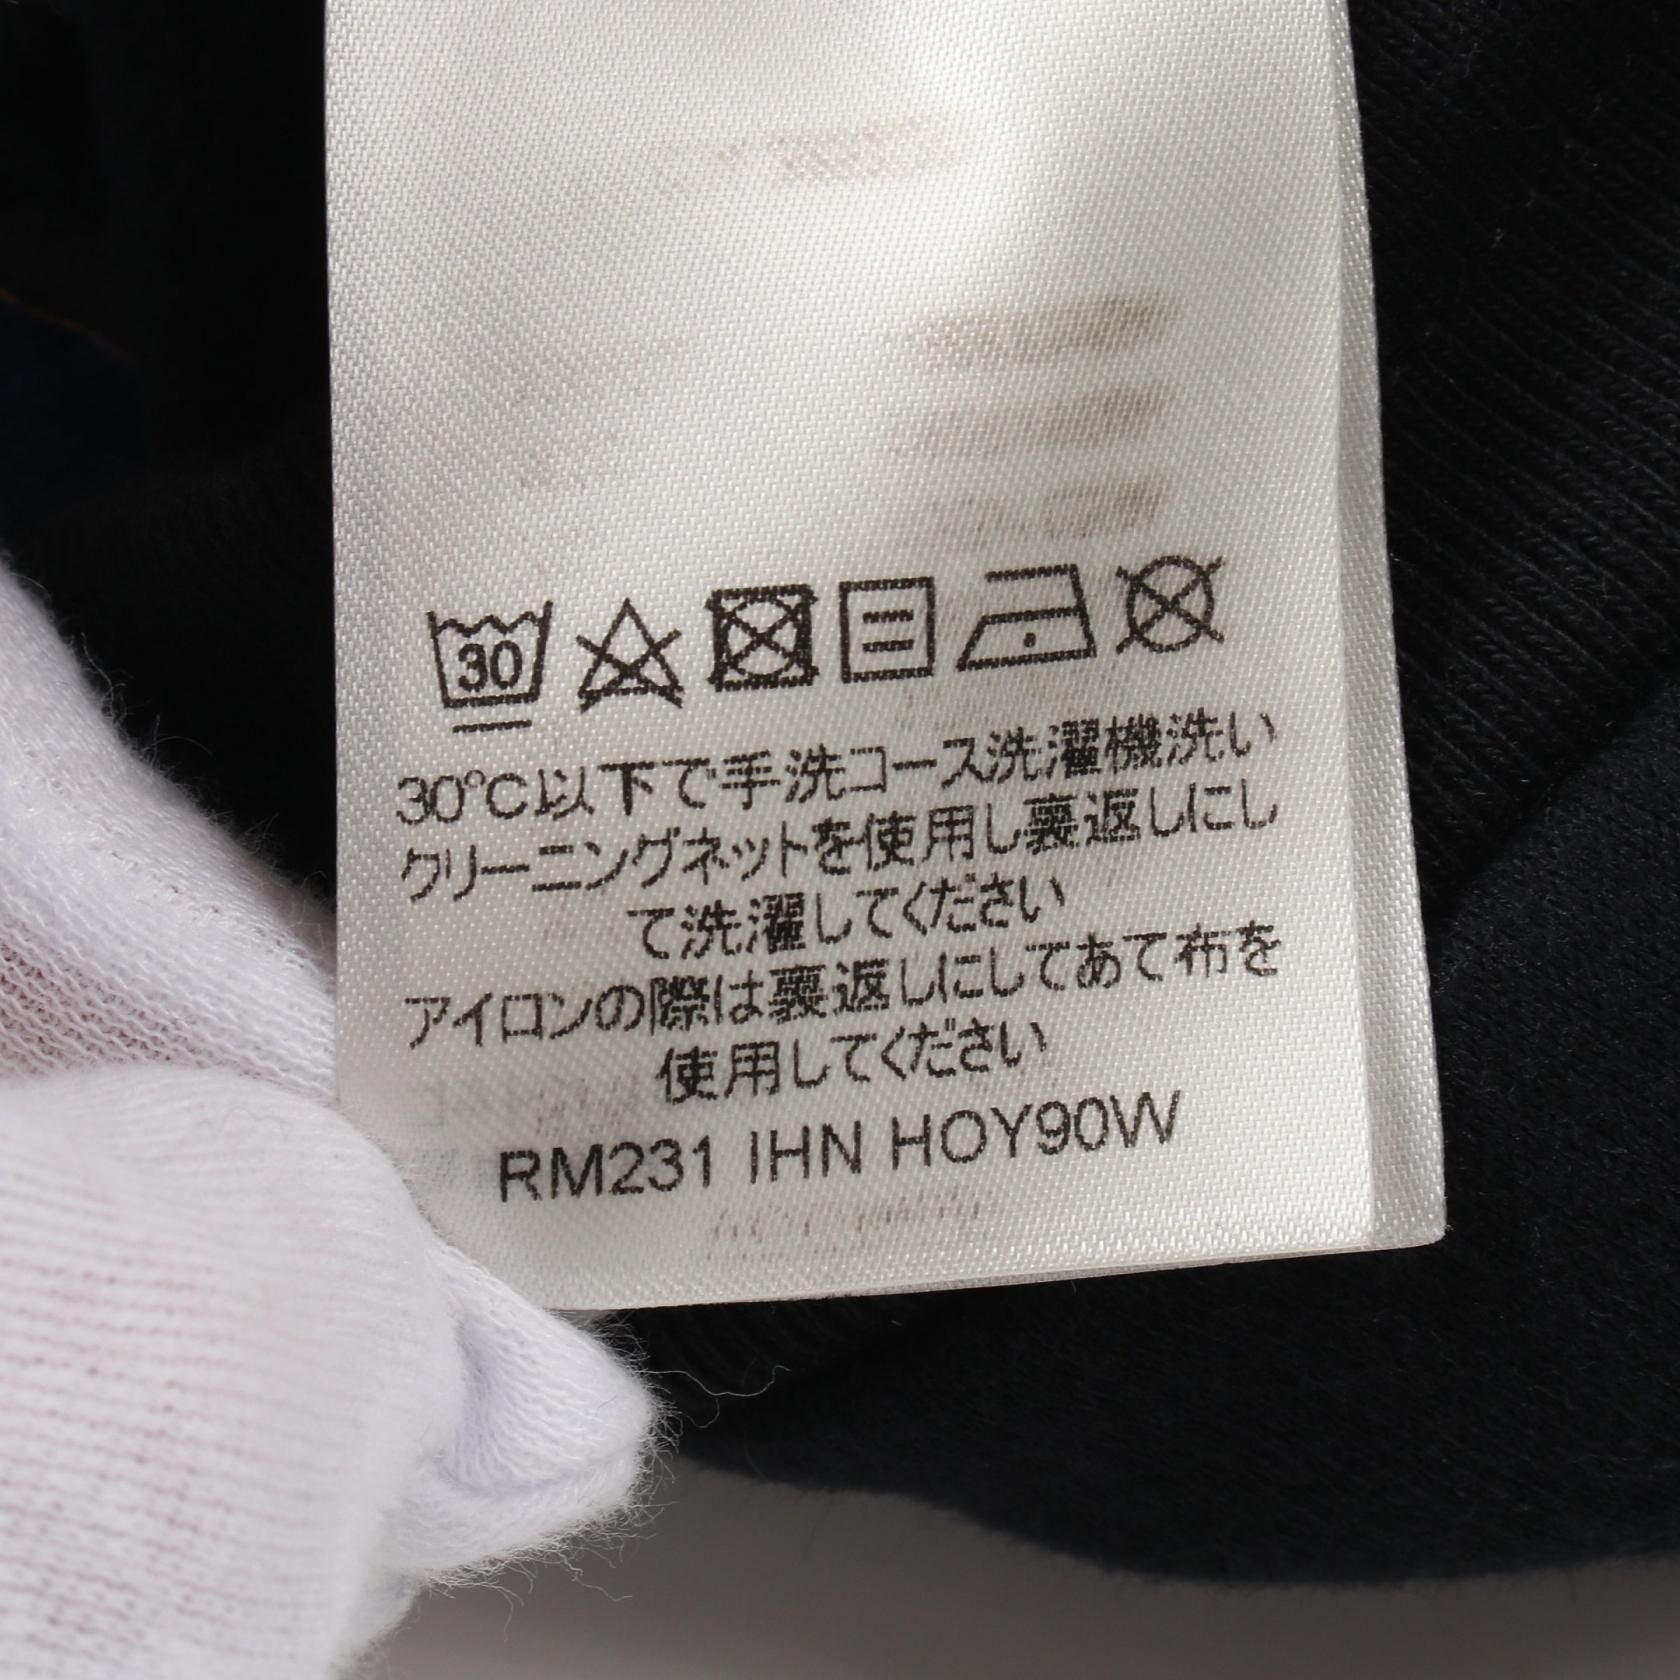 30
30℃以下で手洗コース洗濯機洗い
クリーニングネットを使用し裏返しにし
て洗濯してください
アイロンの際は裏返しにしてあて布を
使用してください
RM231 IHN HOY90W